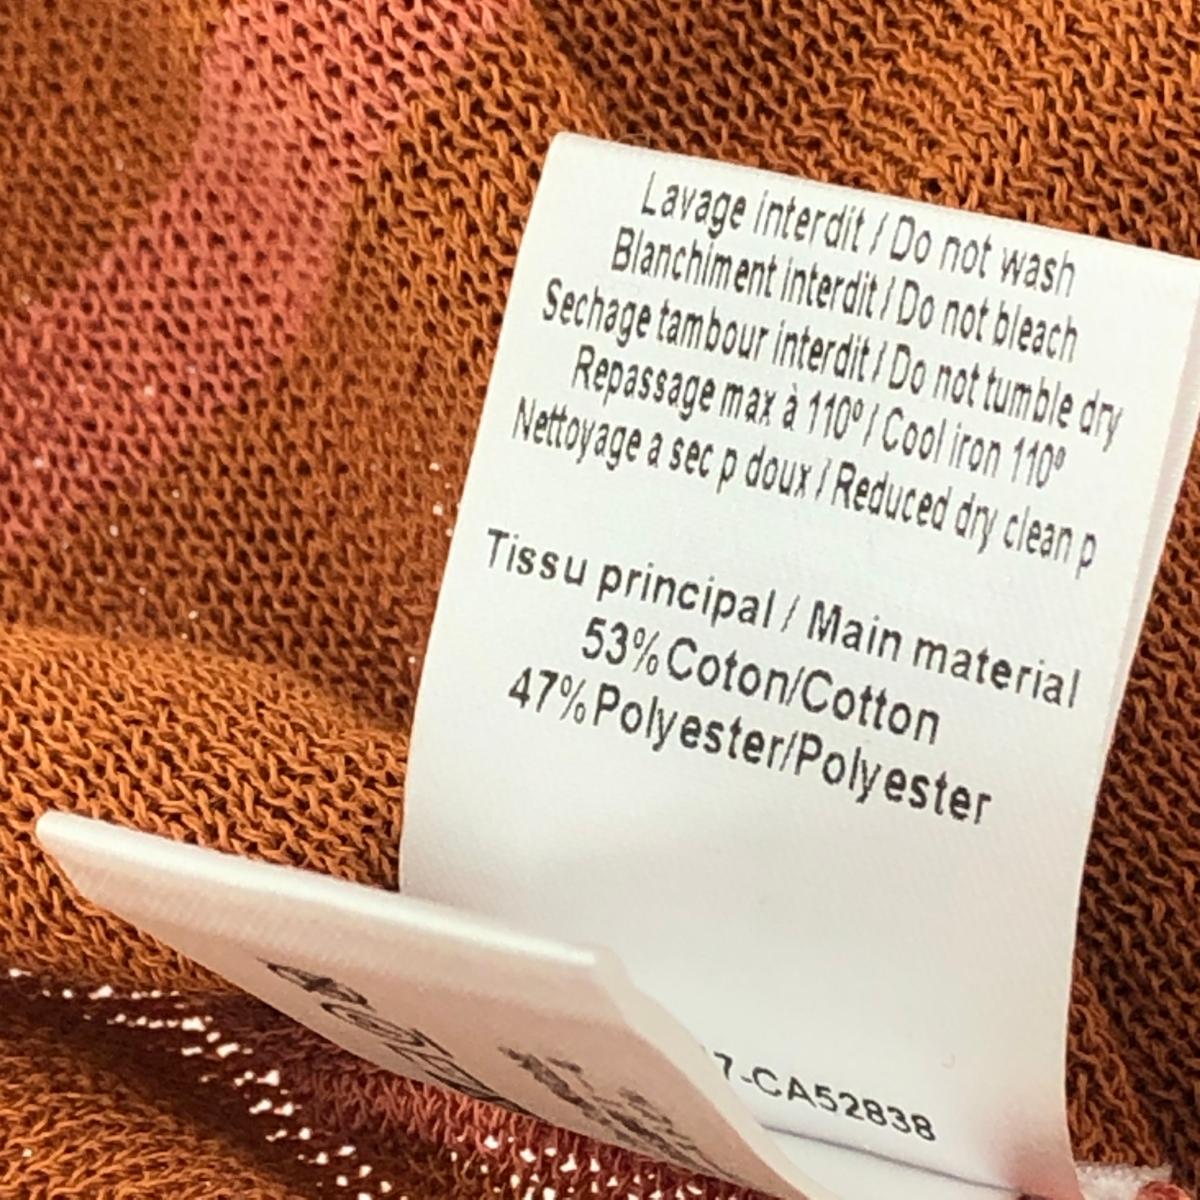 Lavage interdit / Do not wash
Blanchiment interdit / Do not bleach
Sechage tambour interdit / Do not tumble dry
Repassage max à 110º / Cool iron 110º
Nettoyage a sec p doux / Reduced dry clean p
Tissu principal / Main material
53%Coton/Cotton
47%Polyester/Polyester
7-CA52838